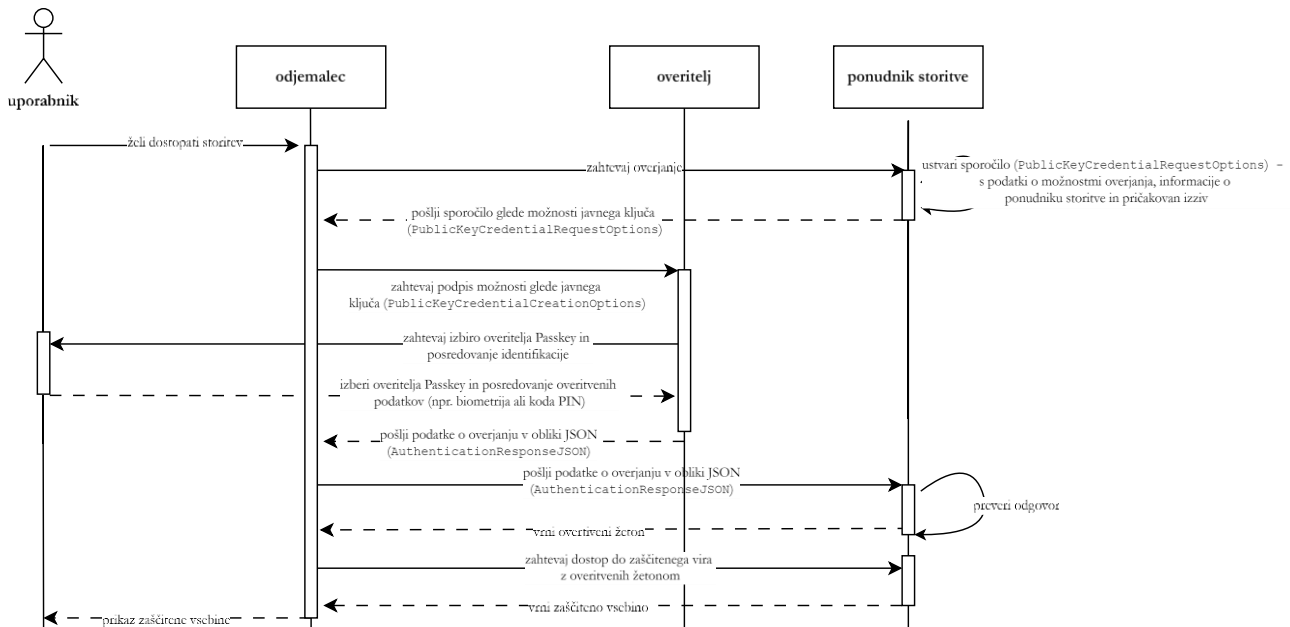 uporabnik
odjemalec
overitelj
ponudnik storitve
želi dostopati storitev
zahtevaj overjanje
ustvari sporočilo (PublicKeyCredentialRequestOptions) -
s podatki o možnostmi overjanja, informacije o
ponudniku storitve in pričakovan izziv
pošlji sporočilo glede možnosti javnega ključa
(PublicKeyCredentialRequestOptions)
zahtevaj podpis možnosti glede javnega
ključa (PublicKeyCredentialCreationOptions)
zahtevaj izbiro overitelja Passkey in
posredovanje identifikacije
izberi overitelja Passkey in posredovanje overitvenih
podatkov (npr. biometrija ali koda PIN)
pošlji podatke o overjanju v obliki JSON
(AuthenticationResponseJSON)
pošlji podatke o overjanju v obliki JSON
(AuthenticationResponseJSON)
preveri odgovor
vrni overtiveni žeton
zahtevaj dostop do zaščitenega vira
z overitvenih žetonom
vrni zaščiteno vsebino
prikaz zaščitene vsebine